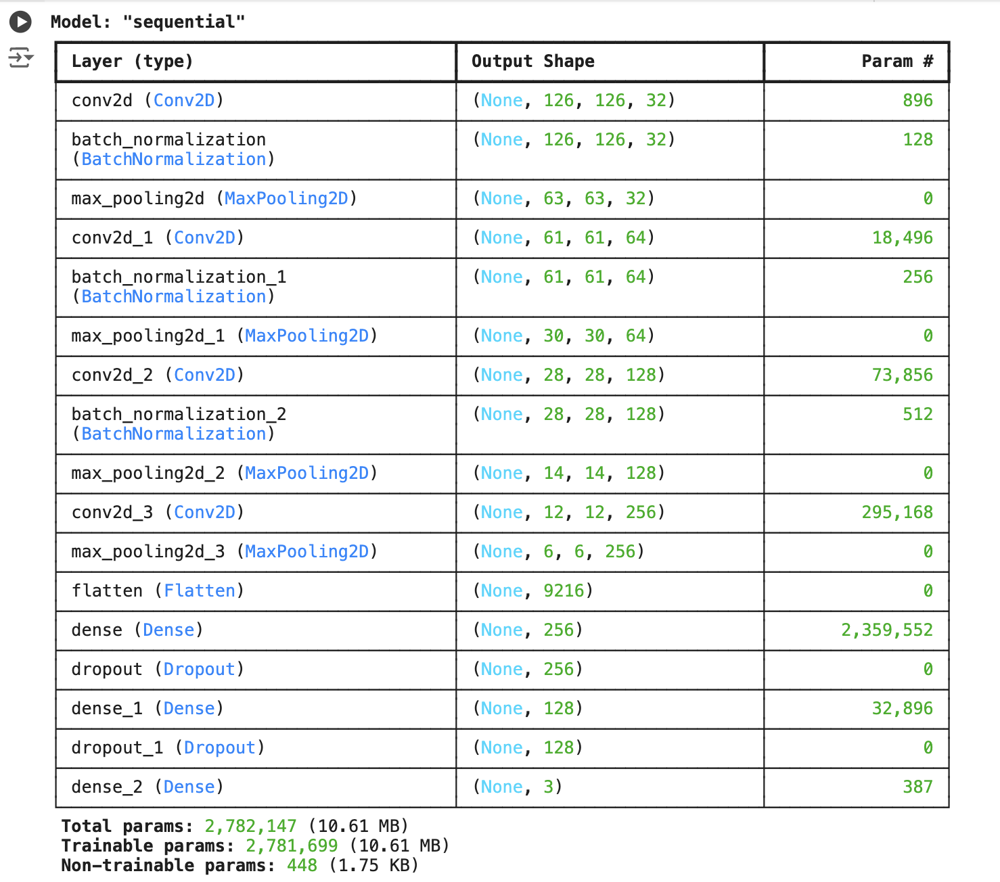 Model: "sequential"
Layer (type) Output Shape Param #
conv2d (Conv2D) (None, 126, 126, 32) 896
batch_normalization (None, 126, 126, 32) 128
(BatchNormalization)
max_pooling2d (MaxPooling2D) (None, 63, 63, 32) 0
conv2d_1 (Conv2D) (None, 61, 61, 64) 18,496
batch_normalization_1 (None, 61, 61, 64) 256
(BatchNormalization)
max_pooling2d_1 (MaxPooling2D) (None, 30, 30, 64) 0
conv2d_2 (Conv2D) (None, 28, 28, 128) 73,856
batch_normalization_2 (None, 28, 28, 128) 512
(BatchNormalization)
max_pooling2d_2 (MaxPooling2D) (None, 14, 14, 128) 0
conv2d_3 (Conv2D) (None, 12, 12, 256) 295,168
max_pooling2d_3 (MaxPooling2D) (None, 6, 6, 256) 0
flatten (Flatten) (None, 9216) 0
dense (Dense) (None, 256) 2,359,552
dropout (Dropout) (None, 256) 0
dense_1 (Dense) (None, 128) 32,896
dropout_1 (Dropout) (None, 128) 0
dense_2 (Dense) (None, 3) 387
Total params: 2,782,147 (10.61 MB)
Trainable params: 2,781,699 (10.61 MB)
Non-trainable params: 448 (1.75 KB)